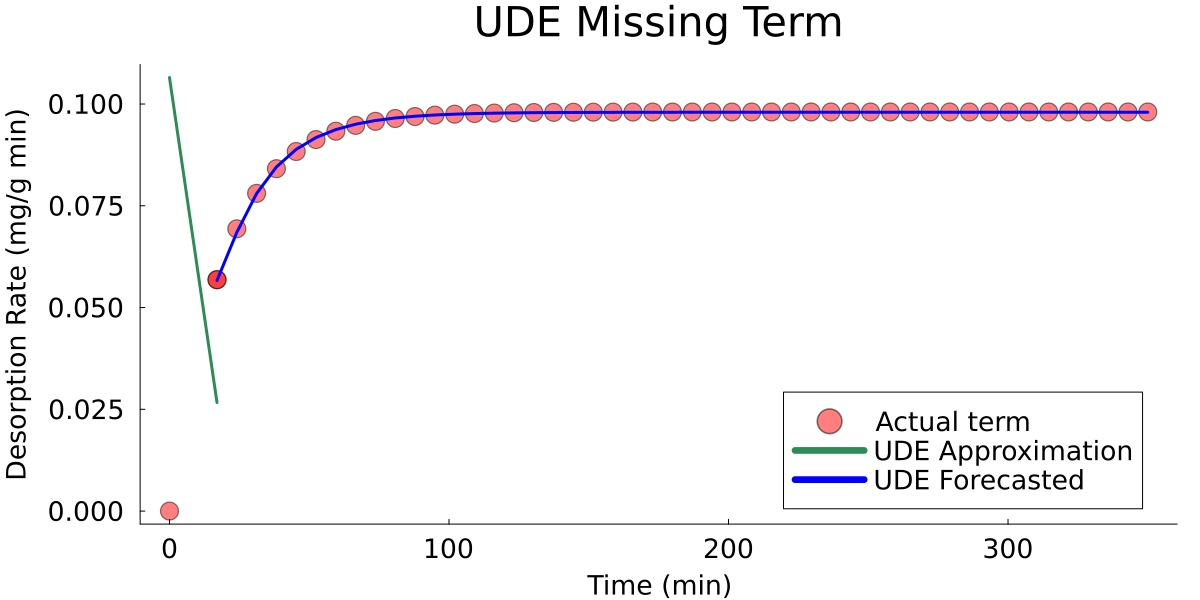 UDE Missing Term
Desorption Rate (mg/g min)
0.100
0.075
0.050
0.025
0.000
0
100
200
300
Time (min)
Actual term
UDE Approximation
UDE Forecasted